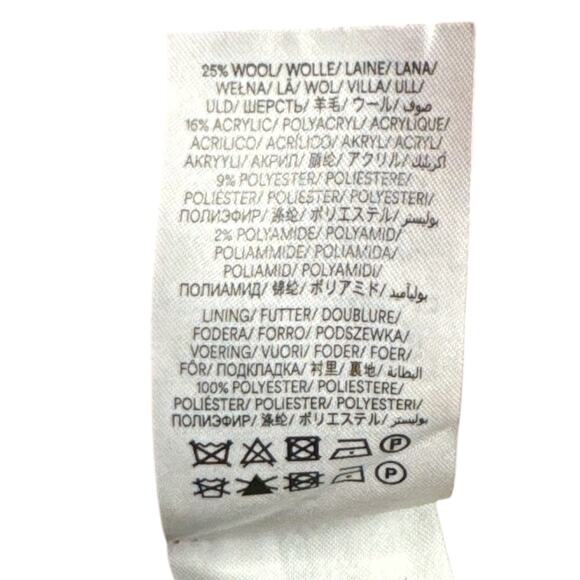 25% WOOL/ WOLLE/ LAINE/ LANA/
WEŁNA/ LÃ/ WOL/ VILLA/ ULL/
ULD/ ШЕРСТЬ/ 羊毛/ ウール/ صوف/
16% ACRYLIC/ POLYACRYL/ ACRYLIQUE/
ACRILICO/ ACRÍLICO/ AKRYL/ ACRYL/
AKRYYLI/ АКРИЛ/ 腈纶/ アクリル/ أكريليك/
9% POLYESTER/ POLIESTERE/
POLIÉSTER/ POLIESTER/ POLYESTERI/
ПОЛИЭФИР/ 涤纶/ ポリエステル/ بوليستر/
2% POLYAMIDE/ POLYAMID/
POLIAMMIDE/ POLIAMIDA/
POLIAMID/ POLYAMIDI/
ПОЛИАМИД/ 锦纶/ ポリアミド/ بوليأميد/
LINING/ FUTTER/ DOUBLURE/
FODERA/ FORRO/ PODSZEWKA/
VOERING/ VUORI/ FODER/ FOER/
FÔR/ ПОДКЛАДКА/ 衬里/ 裏地/ البطانة/
100% POLYESTER/ POLIESTERE/
POLIÉSTER/ POLIESTER/ POLYESTERI/
ПОЛИЭФИР/ 涤纶/ ポリエステル/ بوليستر/
P
P